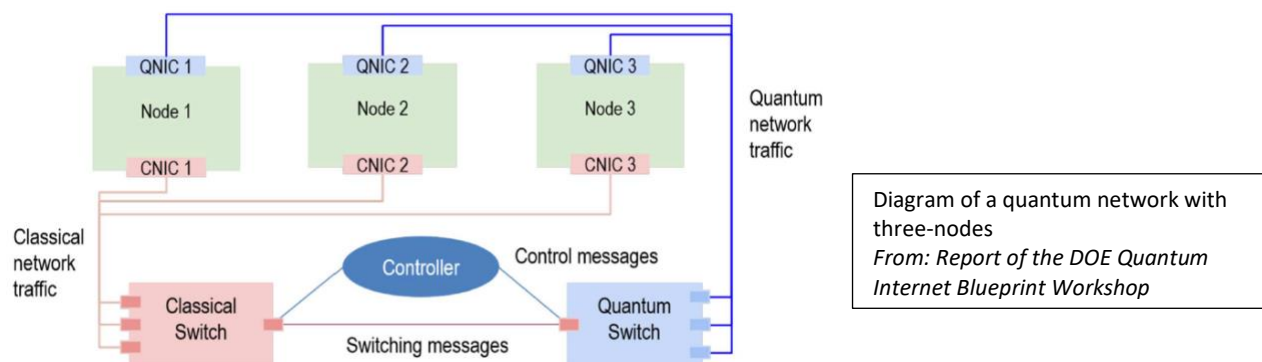 QNIC 1
QNIC 2
QNIC 3
Node 1
Node 2
Node 3
CNIC 1
CNIC 2
CNIC 3
Quantum
network
traffic
Classical
network
traffic
Controller
Control messages
Classical
Switch
Quantum
Switch
Switching messages
Diagram of a quantum network with
three-nodes
From: Report of the DOE Quantum
Internet Blueprint Workshop